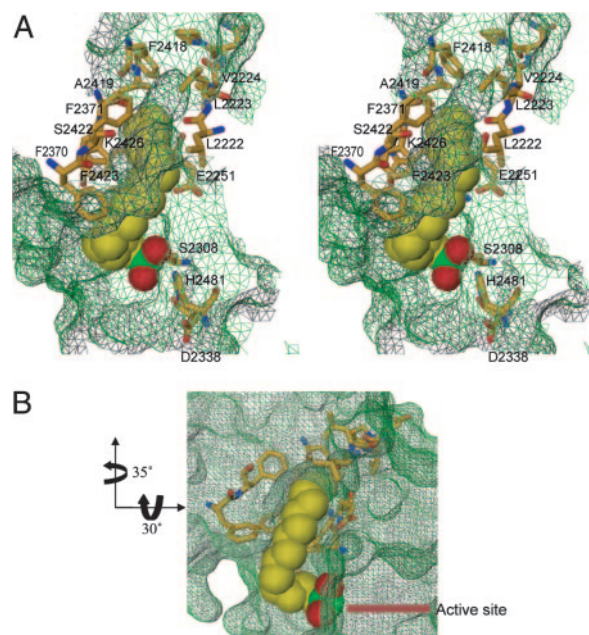 A
F2418
V2224
A2419
L2223
F2371
S2422
K2426
L2222
F2370
F2423
E2251
S2308
H2481
D2338
F2418
V2224
A2419
L2223
F2371
S2422
K2426
L2222
F2370
F2423
E2251
S2308
H2481
D2338
B
35°
30°
Active site